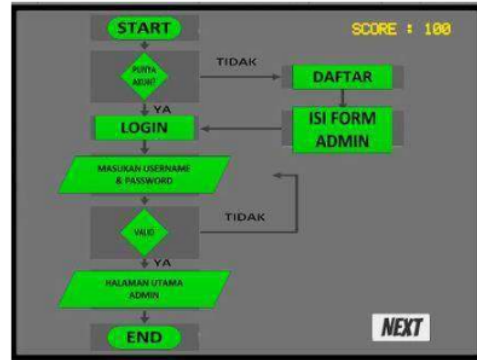 START
SCORE : 100
PUNYA
AKUN?
TIDAK
DAFTAR
YA
LOGIN
ISI FORM
ADMIN
MASUKAN USERNAME
& PASSWORD
VALID
TIDAK
YA
HALAMAN UTAMA
ADMIN
END
NEXT